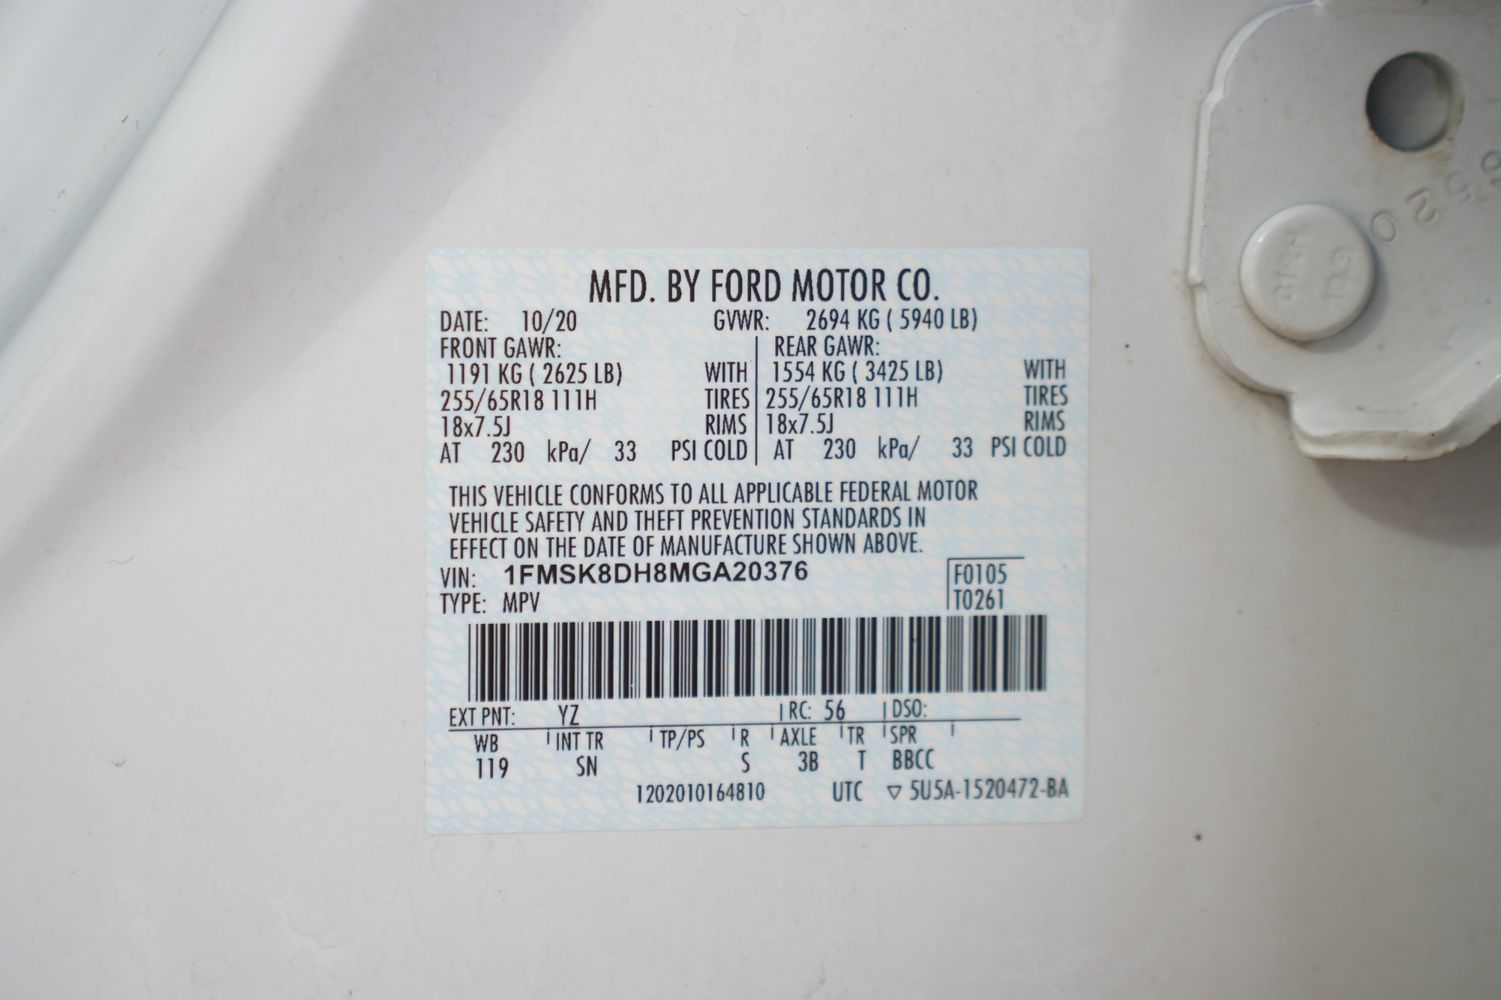 MFD. BY FORD MOTOR CO.
DATE: 10/20 GVWR: 2694 KG ( 5940 LB)
FRONT GAWR: REAR GAWR:
1191 KG ( 2625 LB) WITH 1554 KG ( 3425 LB) WITH
255/65R18 111H TIRES 255/65R18 111H TIRES
18x7.5J RIMS 18x7.5J RIMS
AT 230 kPa/ 33 PSI COLD AT 230 kPa/ 33 PSI COLD
THIS VEHICLE CONFORMS TO ALL APPLICABLE FEDERAL MOTOR
VEHICLE SAFETY AND THEFT PREVENTION STANDARDS IN
EFFECT ON THE DATE OF MANUFACTURE SHOWN ABOVE.
VIN: 1FMSK8DH8MGA20376 F0105
TYPE: MPV T0261
EXT PNT: YZ RC: 56 DSO:
WB INT TR TP/PS R AXLE TR SPR
119 SN S 3B T BBCC
1202010164810 UTC ▽ 5U5A-1520472-BA